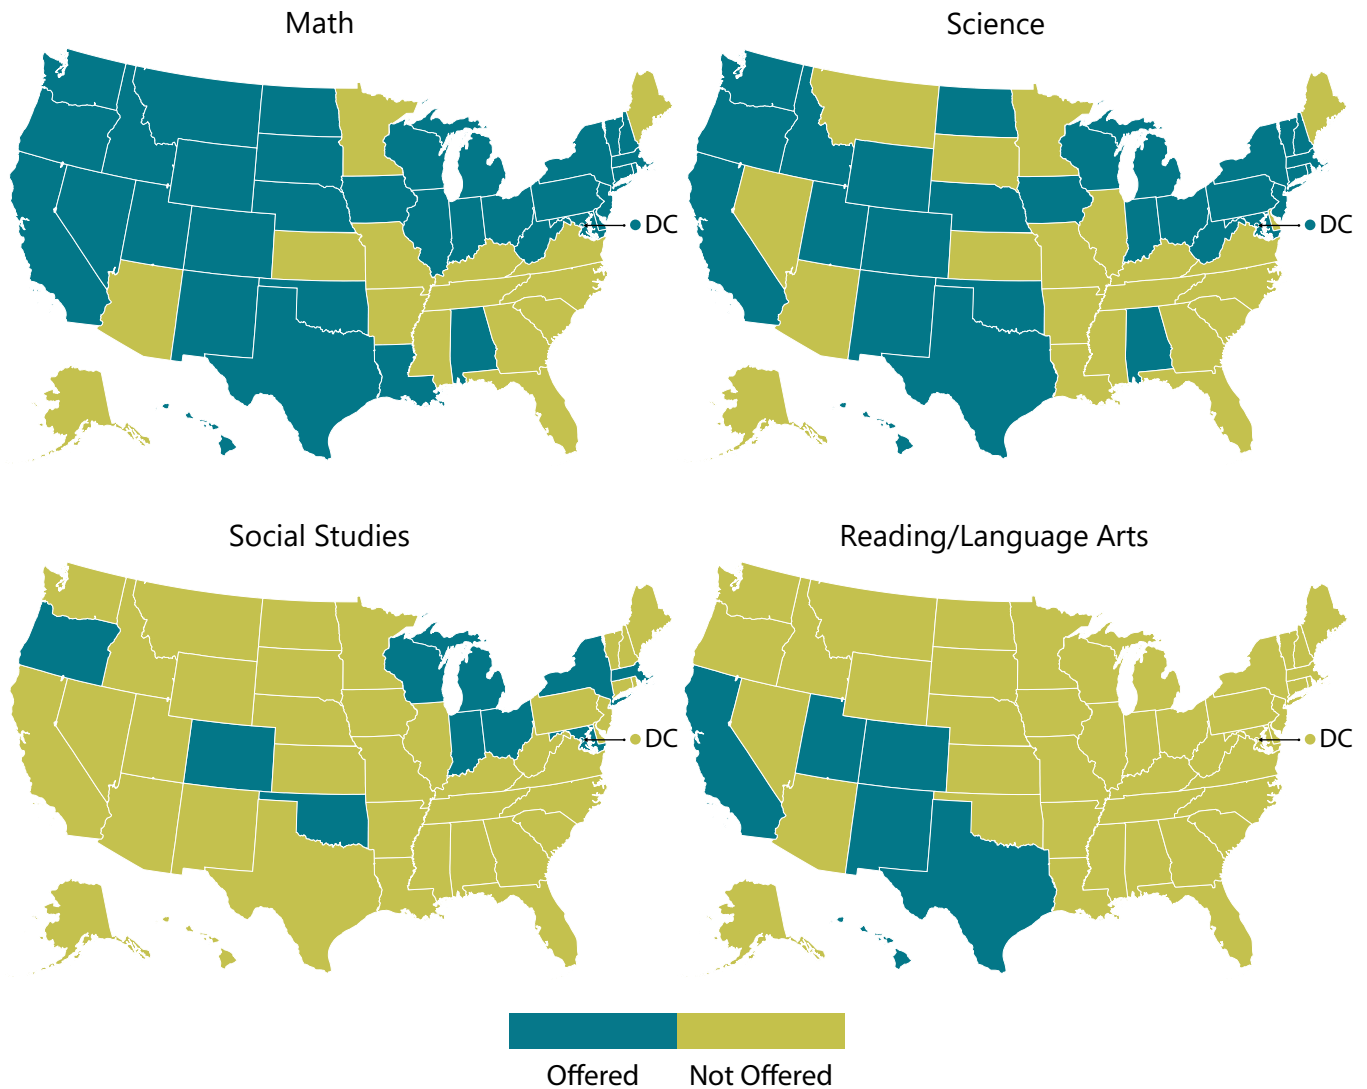 Math
Science
DC
DC
Social Studies
Reading/Language Arts
DC
DC
Offered
Not Offered